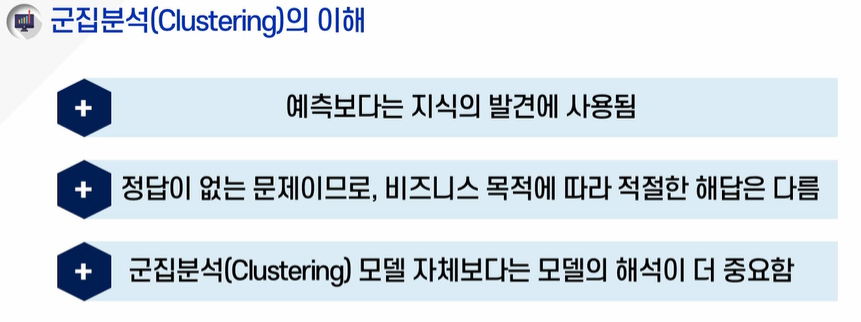 군집분석(Clustering)의 이해
예측보다는 지식의 발견에 사용됨
정답이 없는 문제이므로, 비즈니스 목적에 따라 적절한 해답은 다름
군집분석(Clustering) 모델 자체보다는 모델의 해석이 더 중요함